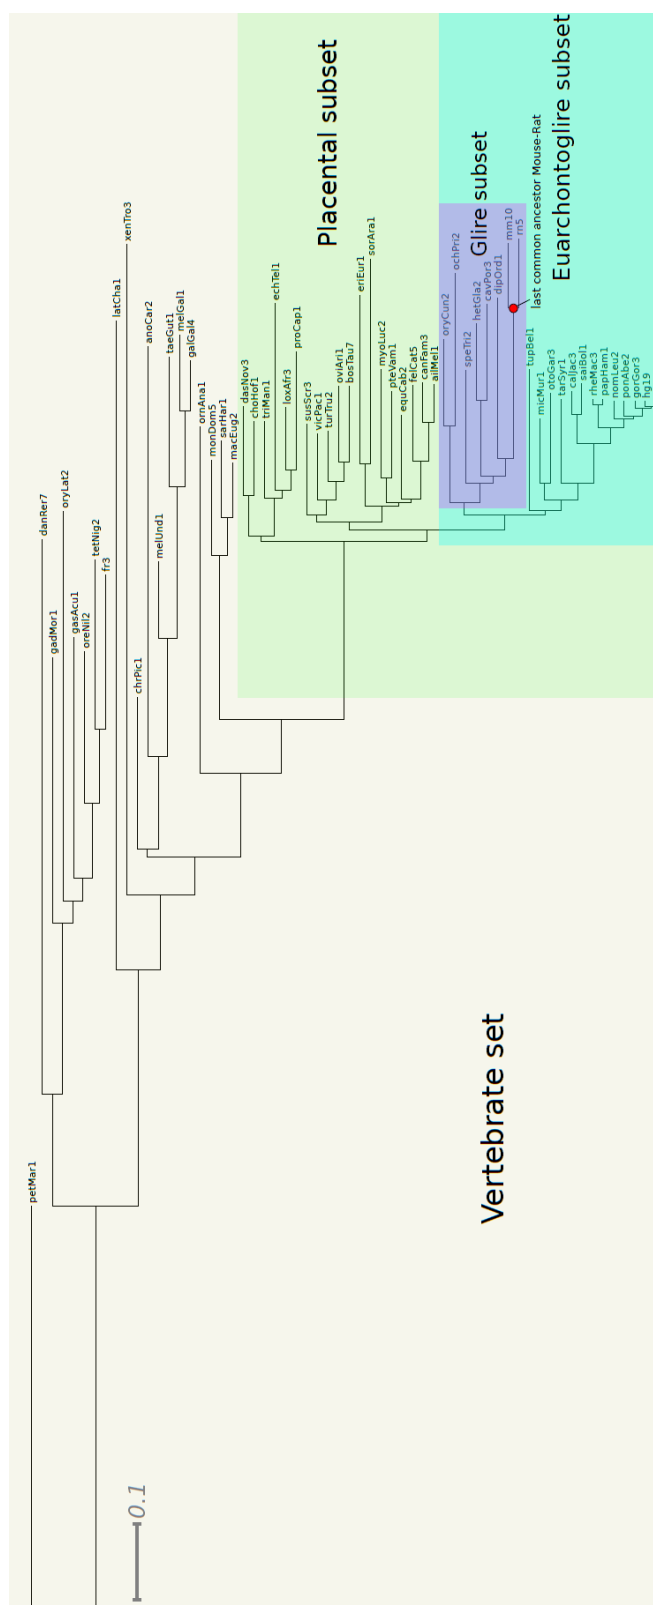 Vertebrate set
Placental subset
Glire subset
Euarchontoglire subset
last common ancestor Mouse-Rat
0.1
petMar1
danRer7
gadMor1
oryLat2
gasAcu1
oreNil2
tetNig2
fr3
latCha1
xenTro3
chrPic1
anoCar2
melUnd1
taeGut1
melGal1
galGal4
ornAna1
monDom5
sarHar1
macEug2
dasNov3
choHof1
triMan1
echTel1
loxAfr3
proCap1
susScr3
vicPac1
turTru2
oviAri1
bosTau7
eriEur1
sorAra1
myoLuc2
pteVam1
equCab2
felCat5
canFam3
ailMel1
oryCun2
ochPri2
speTri2
hetGla2
cavPor3
dipOrd1
mm10
rn5
tupBel1
micMur1
otoGar3
tarSyr1
calJac3
saiBol1
rheMac3
papHam1
nomLeu2
ponAbe2
gorGor3
hg19